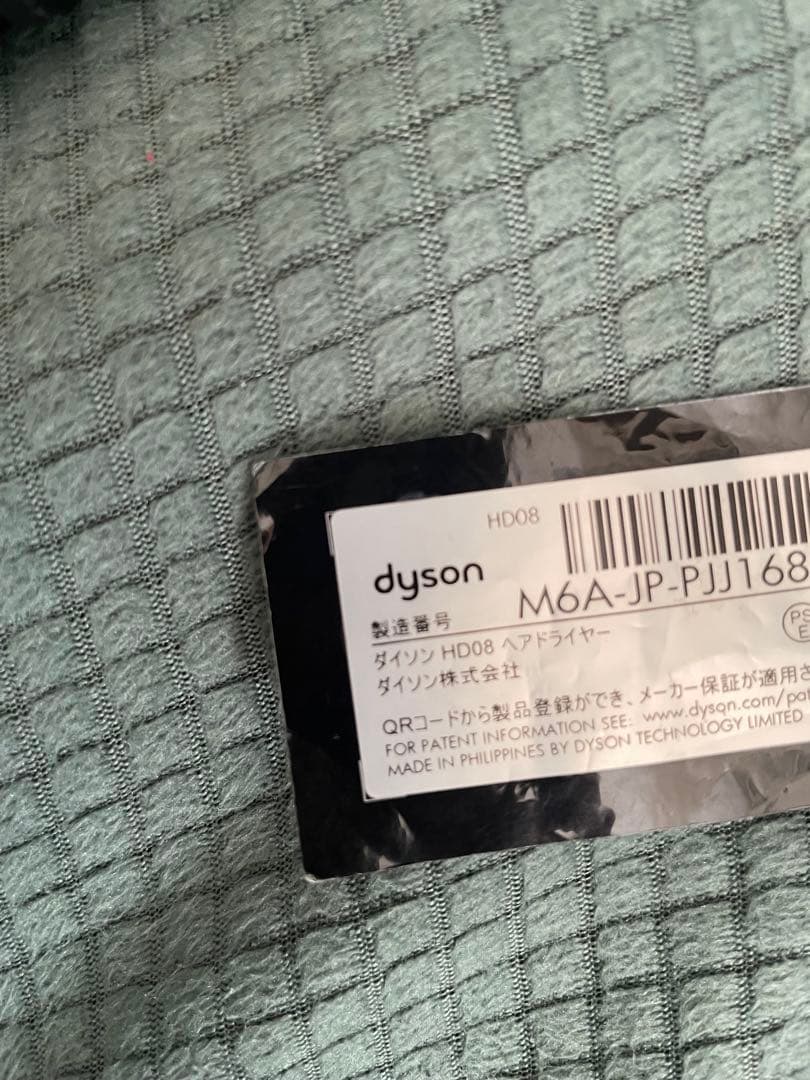 HD08
dyson
M6A-JP-PJJ168
製造番号
PS
E
ダイソン HD08 ヘアドライヤー
ダイソン株式会社
QRコードから製品登録ができ、メーカー保証が適用さ
FOR PATENT INFORMATION SEE: www.dyson.com/pat
MADE IN PHILIPPINES BY DYSON TECHNOLOGY LIMITED